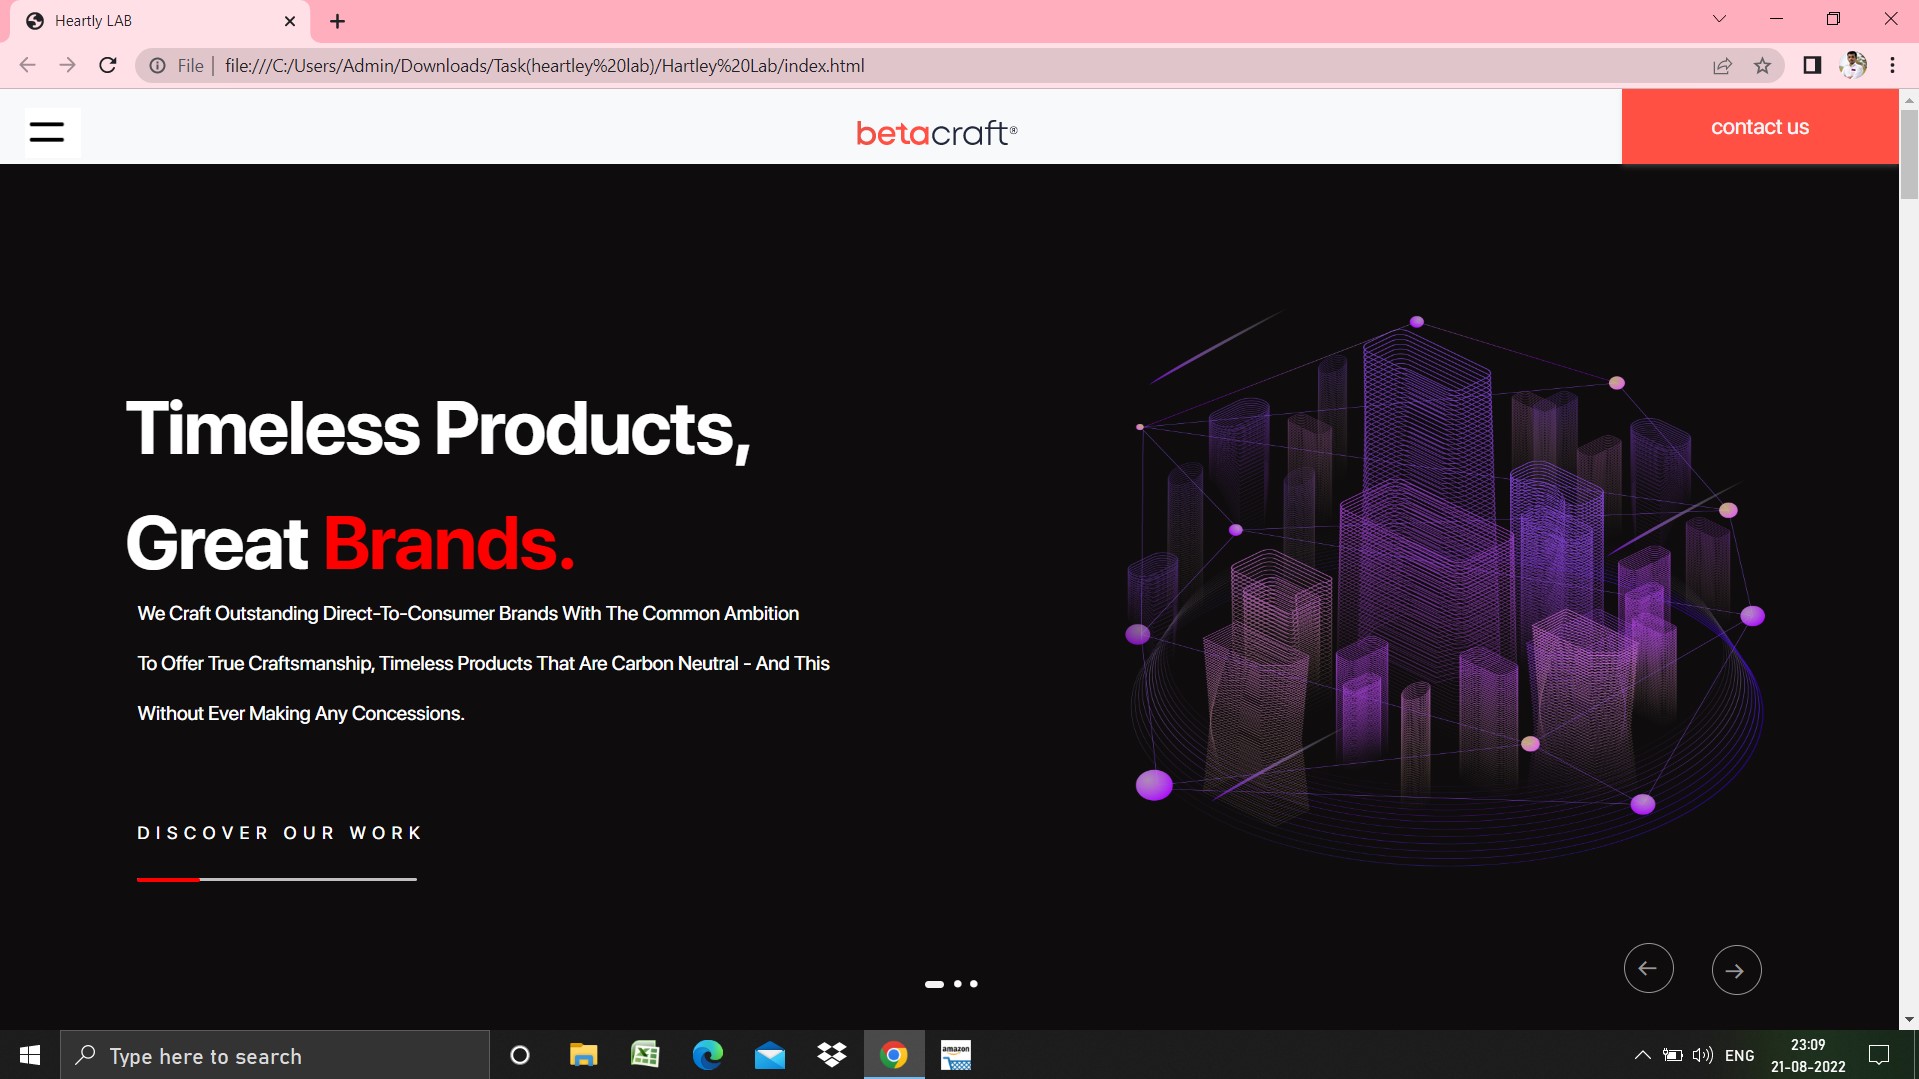 Heartly LAB
File | file:///C:/Users/Admin/Downloads/Task(heartley%20lab)/Hartley%20Lab/index.html
betacraft®
contact us
Timeless Products,
Great Brands.
We Craft Outstanding Direct-To-Consumer Brands With The Common Ambition
To Offer True Craftsmanship, Timeless Products That Are Carbon Neutral - And This
Without Ever Making Any Concessions.
DISCOVER OUR WORK
Type here to search
amazon
ENG
23:09
21-08-2022